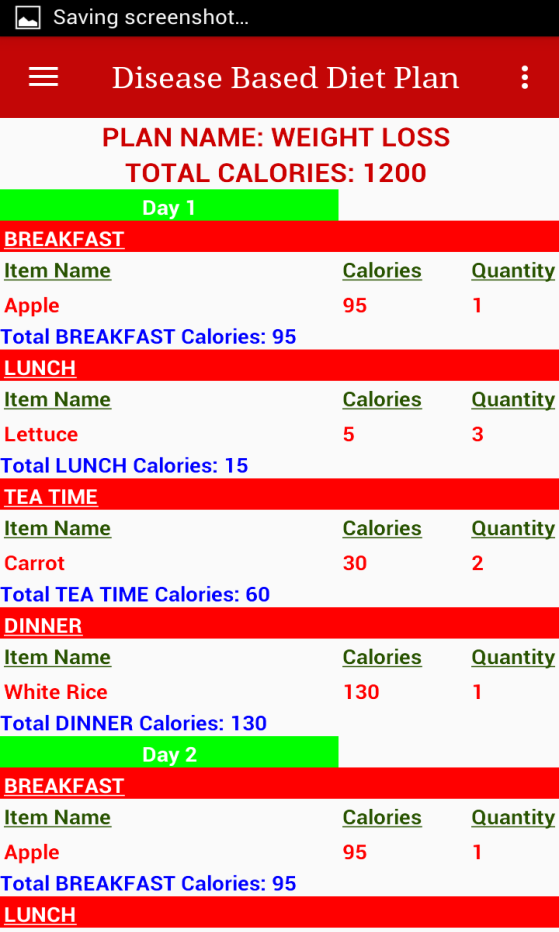 Saving screenshot...
Disease Based Diet Plan
PLAN NAME: WEIGHT LOSS
TOTAL CALORIES: 1200
Day 1
BREAKFAST
Item Name Calories Quantity
Apple 95 1
Total BREAKFAST Calories: 95
LUNCH
Item Name Calories Quantity
Lettuce 5 3
Total LUNCH Calories: 15
TEA TIME
Item Name Calories Quantity
Carrot 30 2
Total TEA TIME Calories: 60
DINNER
Item Name Calories Quantity
White Rice 130 1
Total DINNER Calories: 130
Day 2
BREAKFAST
Item Name Calories Quantity
Apple 95 1
Total BREAKFAST Calories: 95
LUNCH